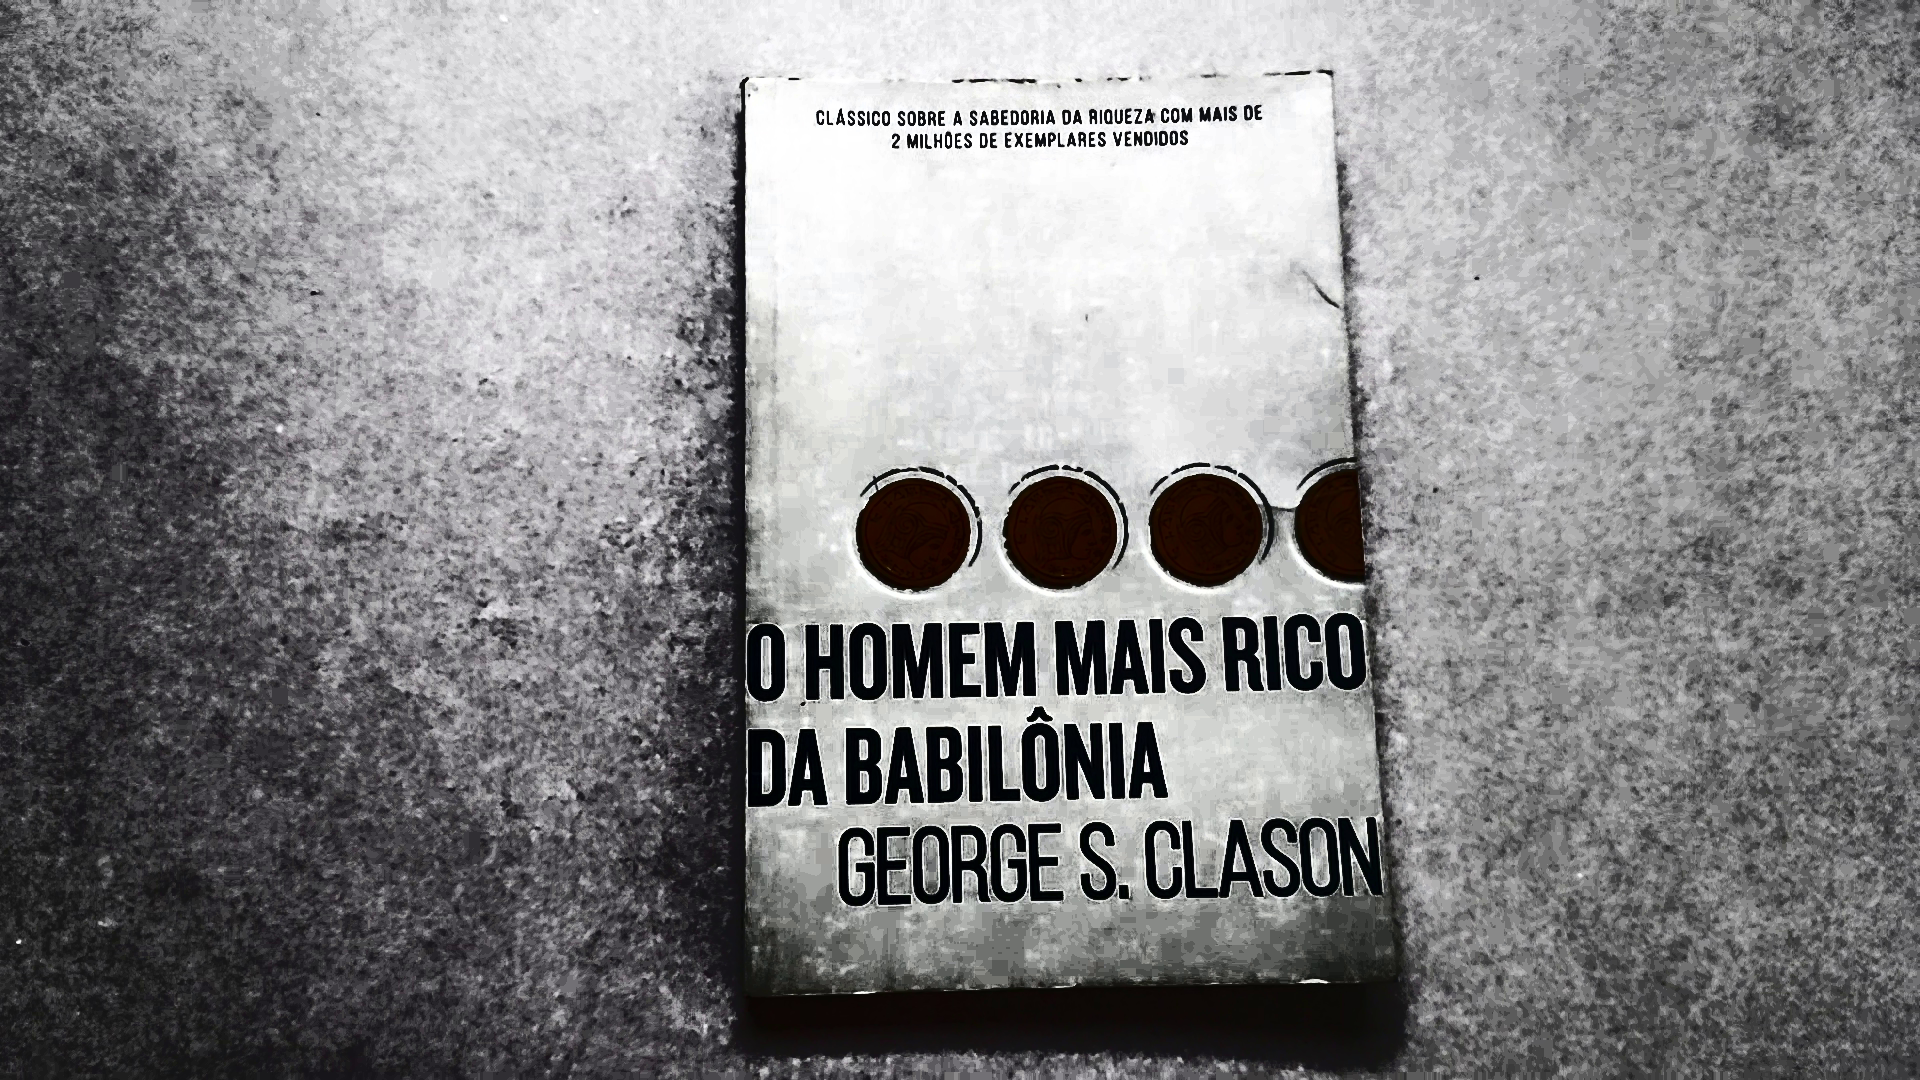 CLÁSSICO SOBRE A SABEDORIA DA RIQUEZA COM MAIS DE
2 MILHÕES DE EXEMPLARES VENDIDOS
O HOMEM MAIS RICO
DA BABILÔNIA
GEORGE S. CLASON